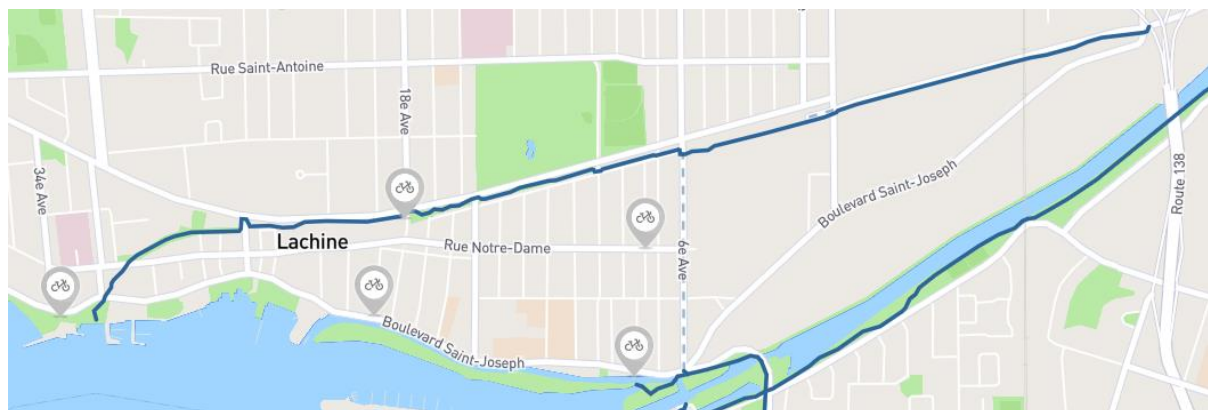 Rue Saint-Antoine
18e Ave
34e Ave
Lachine
Rue Notre-Dame
6e Ave
Boulevard Saint-Joseph
Boulevard Saint-Joseph
Route 138